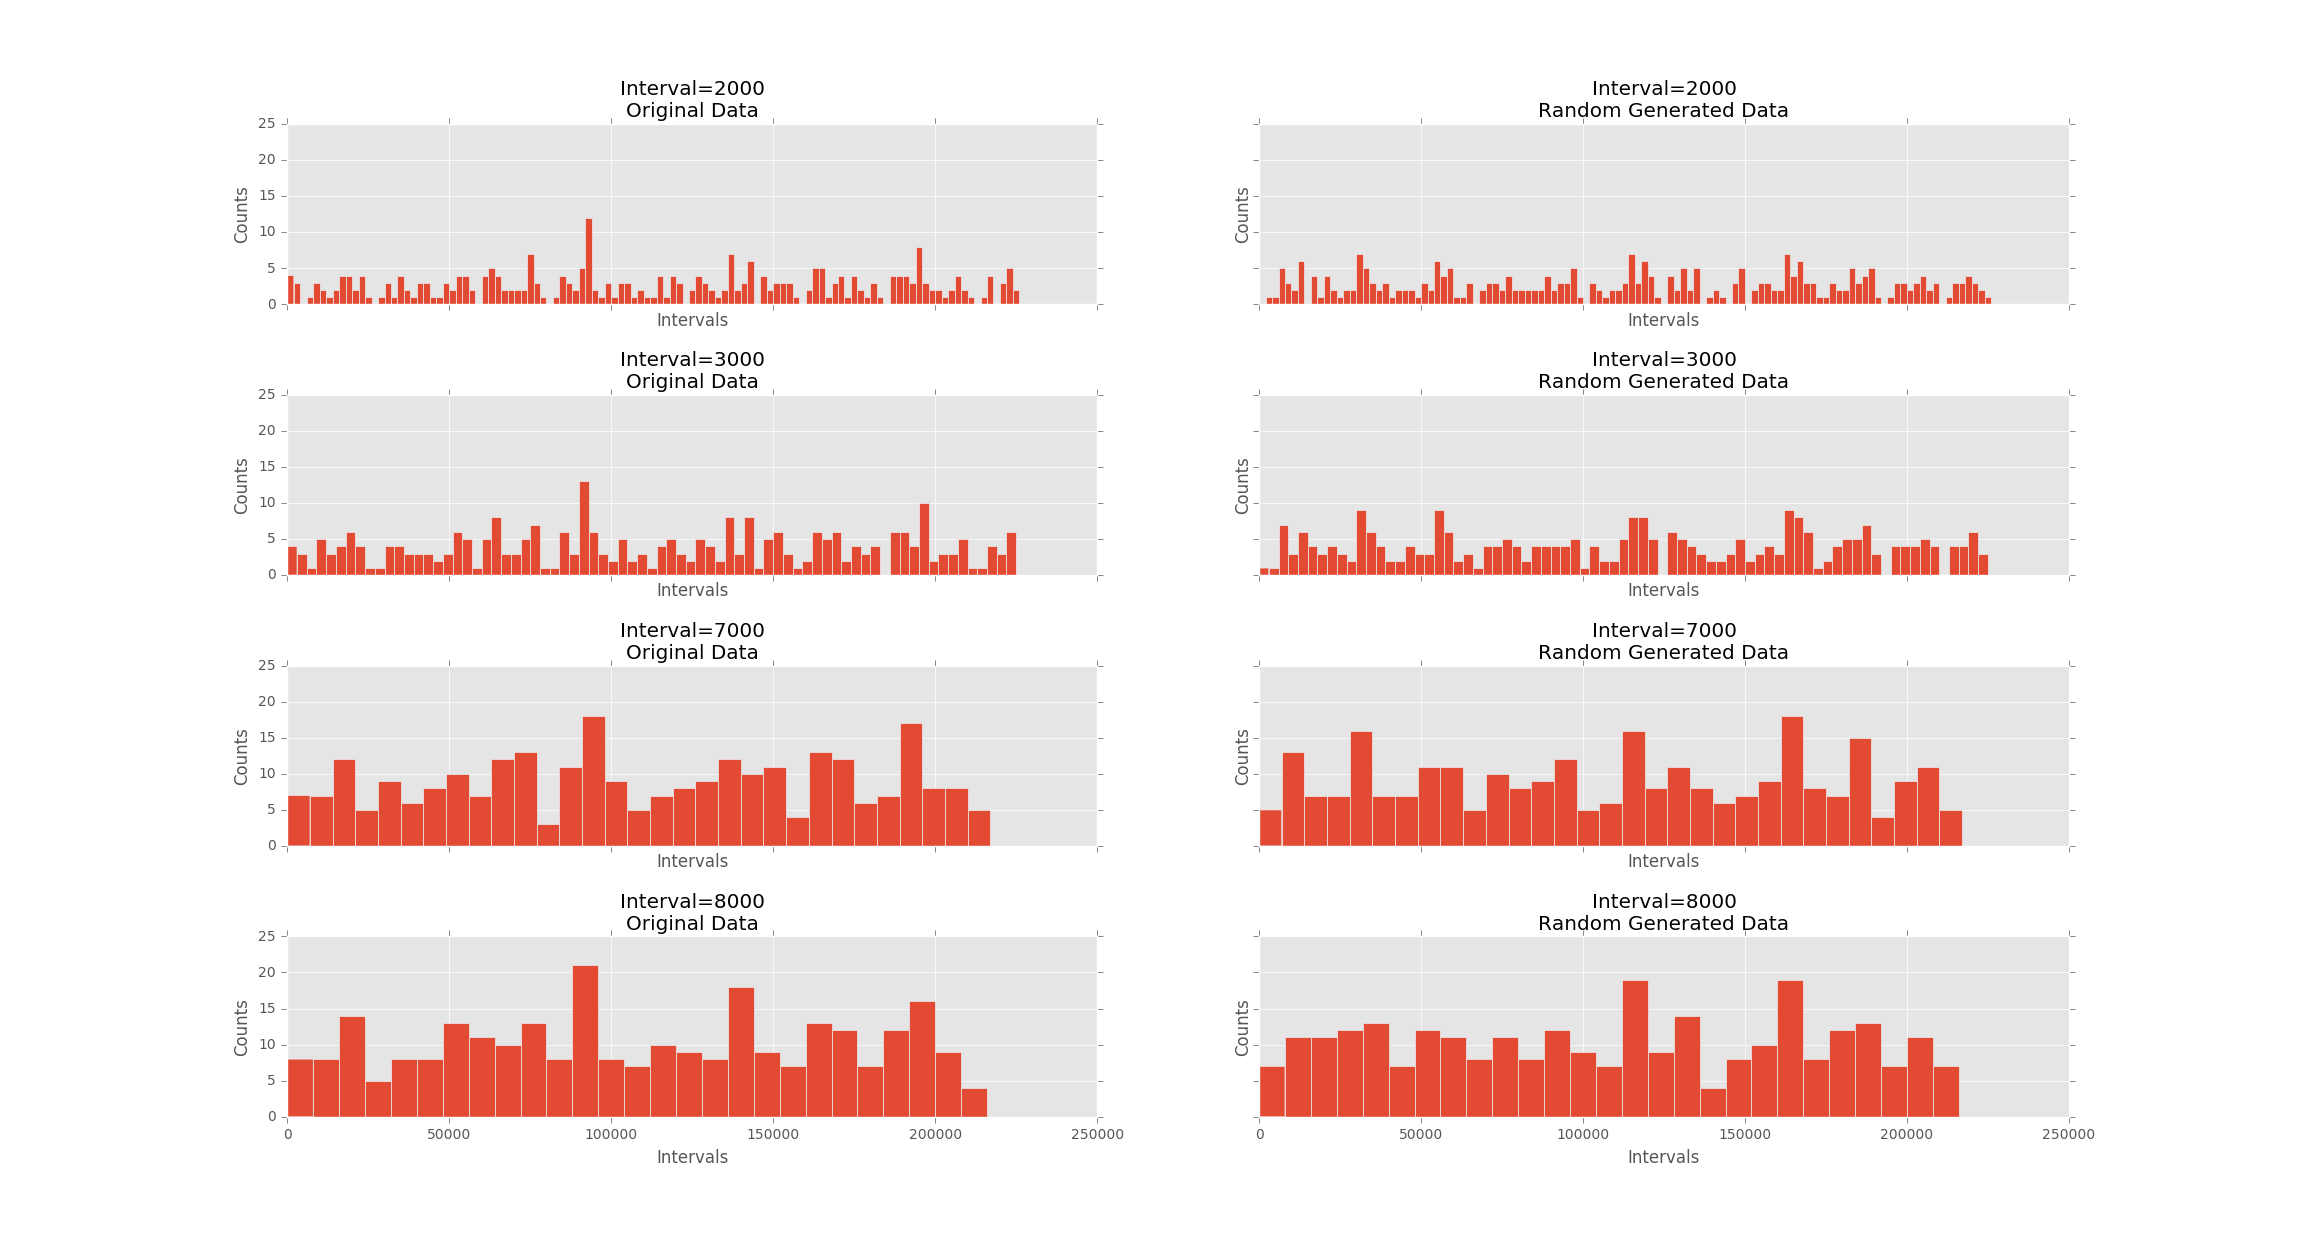 Interval=2000
Original Data
25
20
15
10
5
0
Counts
Intervals
Interval=2000
Random Generated Data
Counts
Intervals
Interval=3000
Original Data
25
20
15
10
5
0
Counts
Intervals
Interval=3000
Random Generated Data
Counts
Intervals
Interval=7000
Original Data
25
20
15
10
5
0
Counts
Intervals
Interval=7000
Random Generated Data
Counts
Intervals
Interval=8000
Original Data
25
20
15
10
5
0
Counts
0 50000 100000 150000 200000 250000
Intervals
Interval=8000
Random Generated Data
Counts
0 50000 100000 150000 200000 250000
Intervals